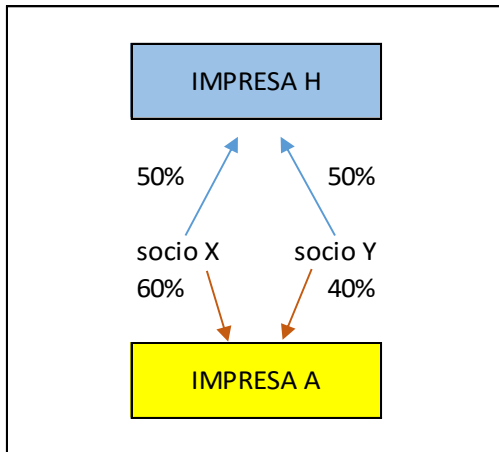 IMPRESA H
50% 50%
socio X socio Y
60% 40%
IMPRESA A